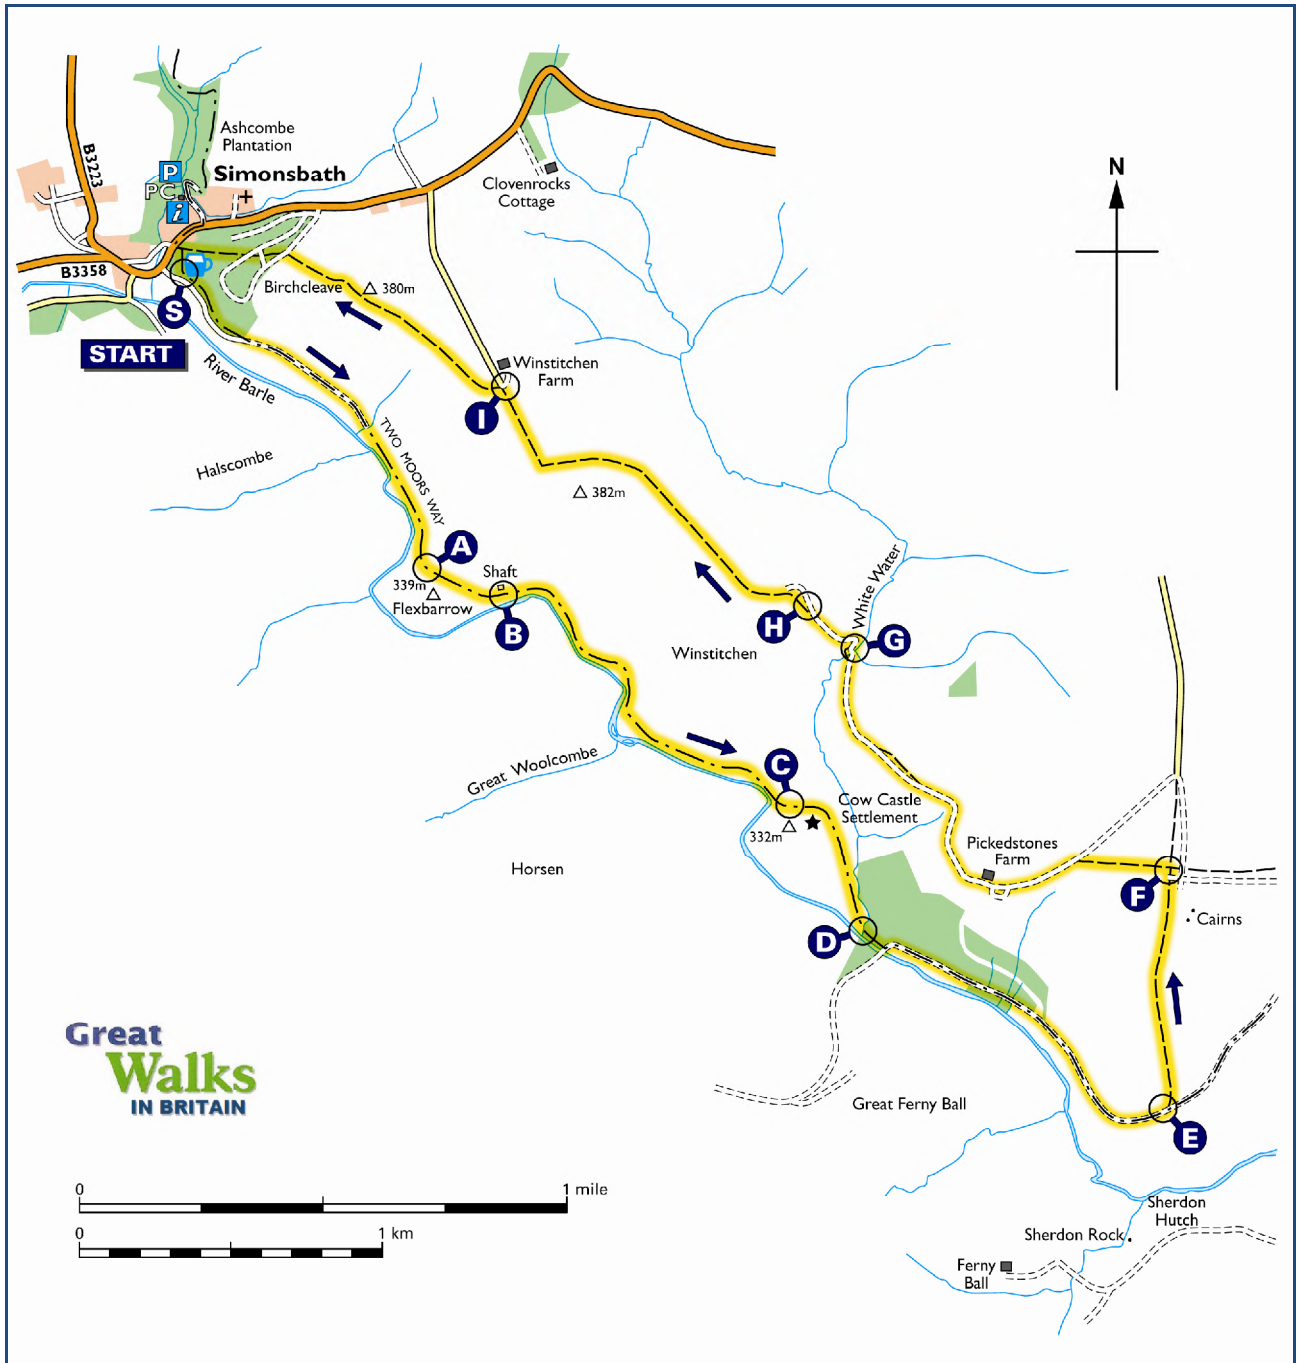 Ashcombe
Plantation
B3223
P
PC
i
Simonsbath
+
Clovenrocks
Cottage
N
B3358
Birchcleave
380m
S
START
River Barle
Winstitchen
Farm
I
TWO MOORS WAY
Halscombe
382m
A
Shaft
339m
Flexbarrow
B
White Water
H
G
Winstitchen
Great Woolcombe
C
Cow Castle
Settlement
332m
Pickedstones
Farm
Horsen
F
Cairns
D
Great
Walks
IN BRITAIN
Great Ferny Ball
E
0
1 mile
0
1 km
Sherdon
Hutch
Sherdon Rock
Ferny
Ball